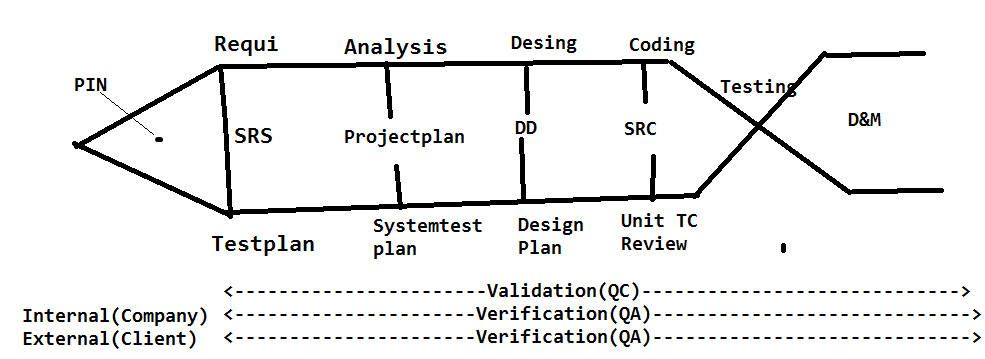 Requi
Analysis
Desing
Coding
PIN
Testing
SRS
Projectplan
DD
SRC
D&M
Testplan
Systemtest
plan
Design
Plan
Unit TC
Review
<-----------------------Validation(QC)----------------------------->
Internal(Company) <----------------------Verification(QA)------------------------------>
External(Client) <----------------------Verification(QA)------------------------------>